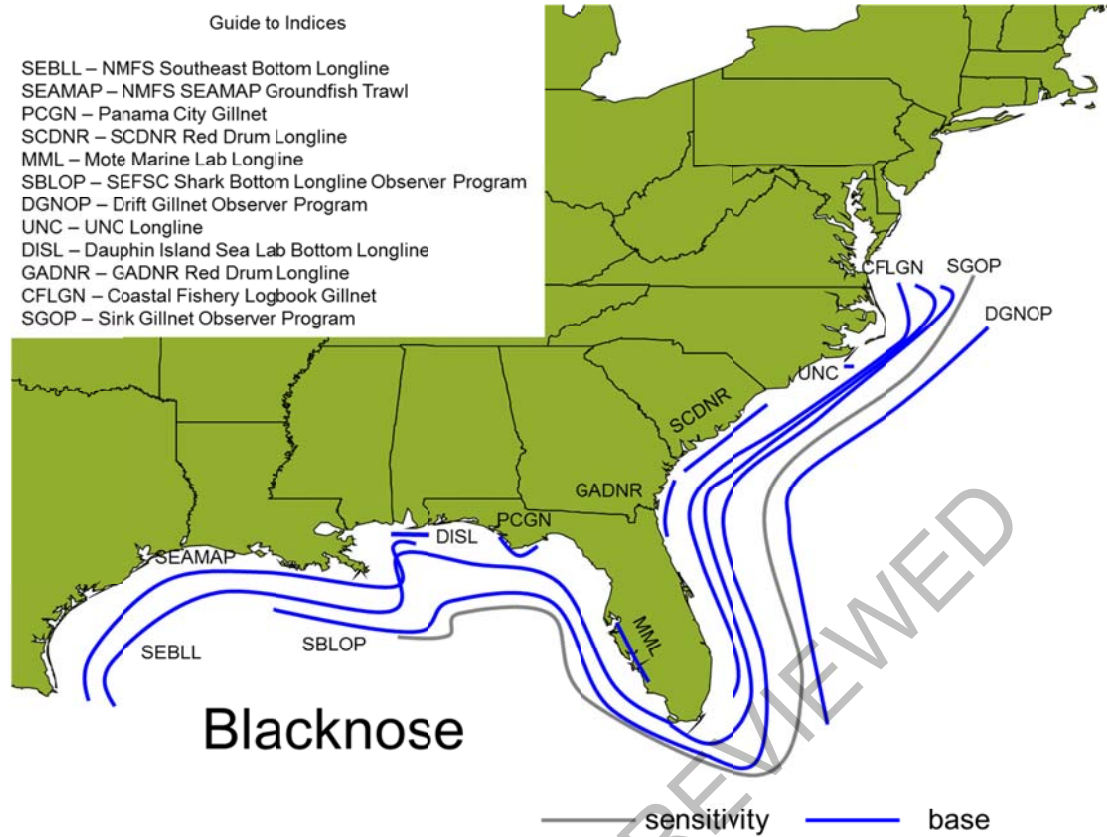 Guide to Indices
SEBLL – NMFS Southeast Bottom Longline
SEAMAP – NMFS SEAMAP Groundfish Trawl
PCGN – Panama City Gillnet
SCDNR – SCDNR Red Drum Longline
MML – Mote Marine Lab Longline
SBLOP – SEFSC Shark Bottom Longline Observer Program
DGNOP – Drift Gillnet Observer Program
UNC – UNC Longline
DISL – Dauphin Island Sea Lab Bottom Longline
GADNR – GADNR Red Drum Longline
CFLGN – Coastal Fishery Logbook Gillnet
SGOP – Sink Gillnet Observer Program
CFLGN
SGOP
DGNOP
UNC
SCDNR
GADNR
PCGN
DISL
SEAMAP
MML
SBLOP
SEBLL
Blacknose
REVIEWED
sensitivity
base